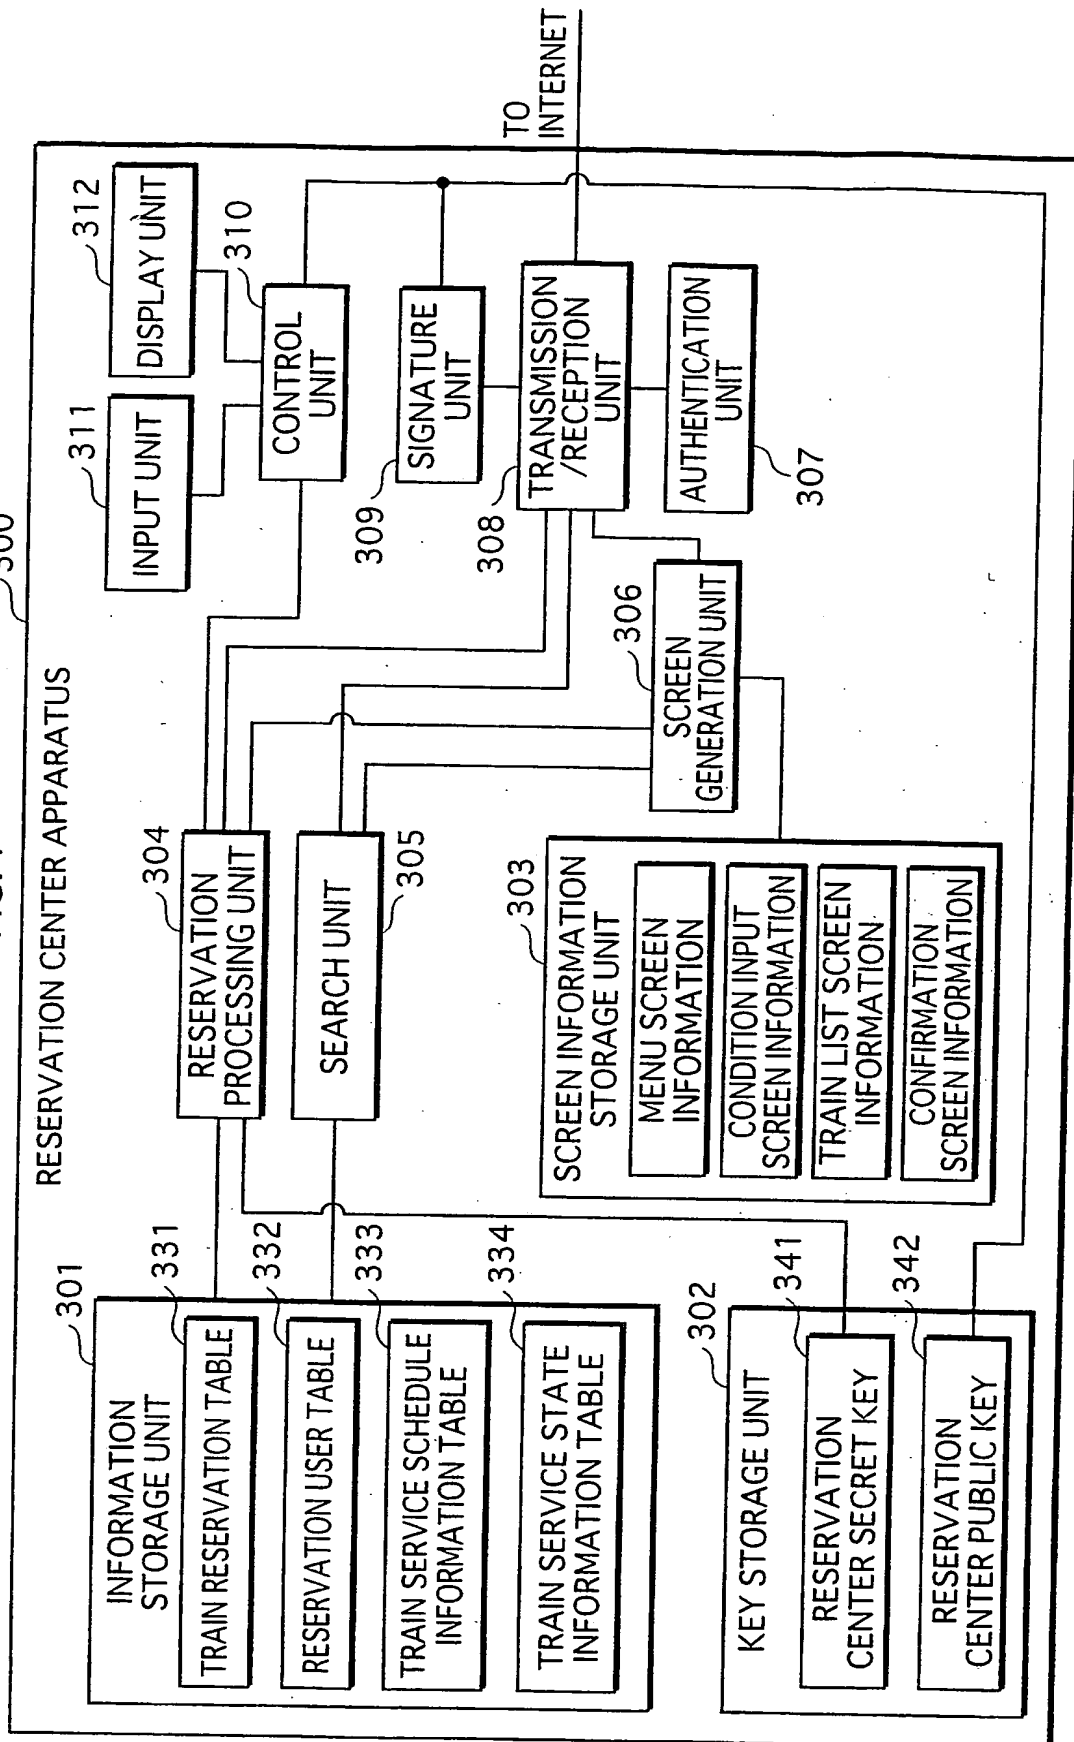 300
RESERVATION CENTER APPARATUS
301
INFORMATION
STORAGE UNIT
331
TRAIN RESERVATION TABLE
332
RESERVATION USER TABLE
333
TRAIN SERVICE SCHEDULE
INFORMATION TABLE
334
TRAIN SERVICE STATE
INFORMATION TABLE
302
KEY STORAGE UNIT
341
RESERVATION
CENTER SECRET KEY
342
RESERVATION
CENTER PUBLIC KEY
304
RESERVATION
PROCESSING UNIT
SEARCH UNIT
305
303
SCREEN INFORMATION
STORAGE UNIT
MENU SCREEN
INFORMATION
CONDITION INPUT
SCREEN INFORMATION
TRAIN LIST SCREEN
INFORMATION
CONFIRMATION
SCREEN INFORMATION
306
SCREEN
GENERATION UNIT
311
INPUT UNIT
312
DISPLAY UNIT
310
CONTROL
UNIT
309
SIGNATURE
UNIT
308
TRANSMISSION
/RECEPTION
UNIT
AUTHENTICATION
UNIT
307
TO
INTERNET